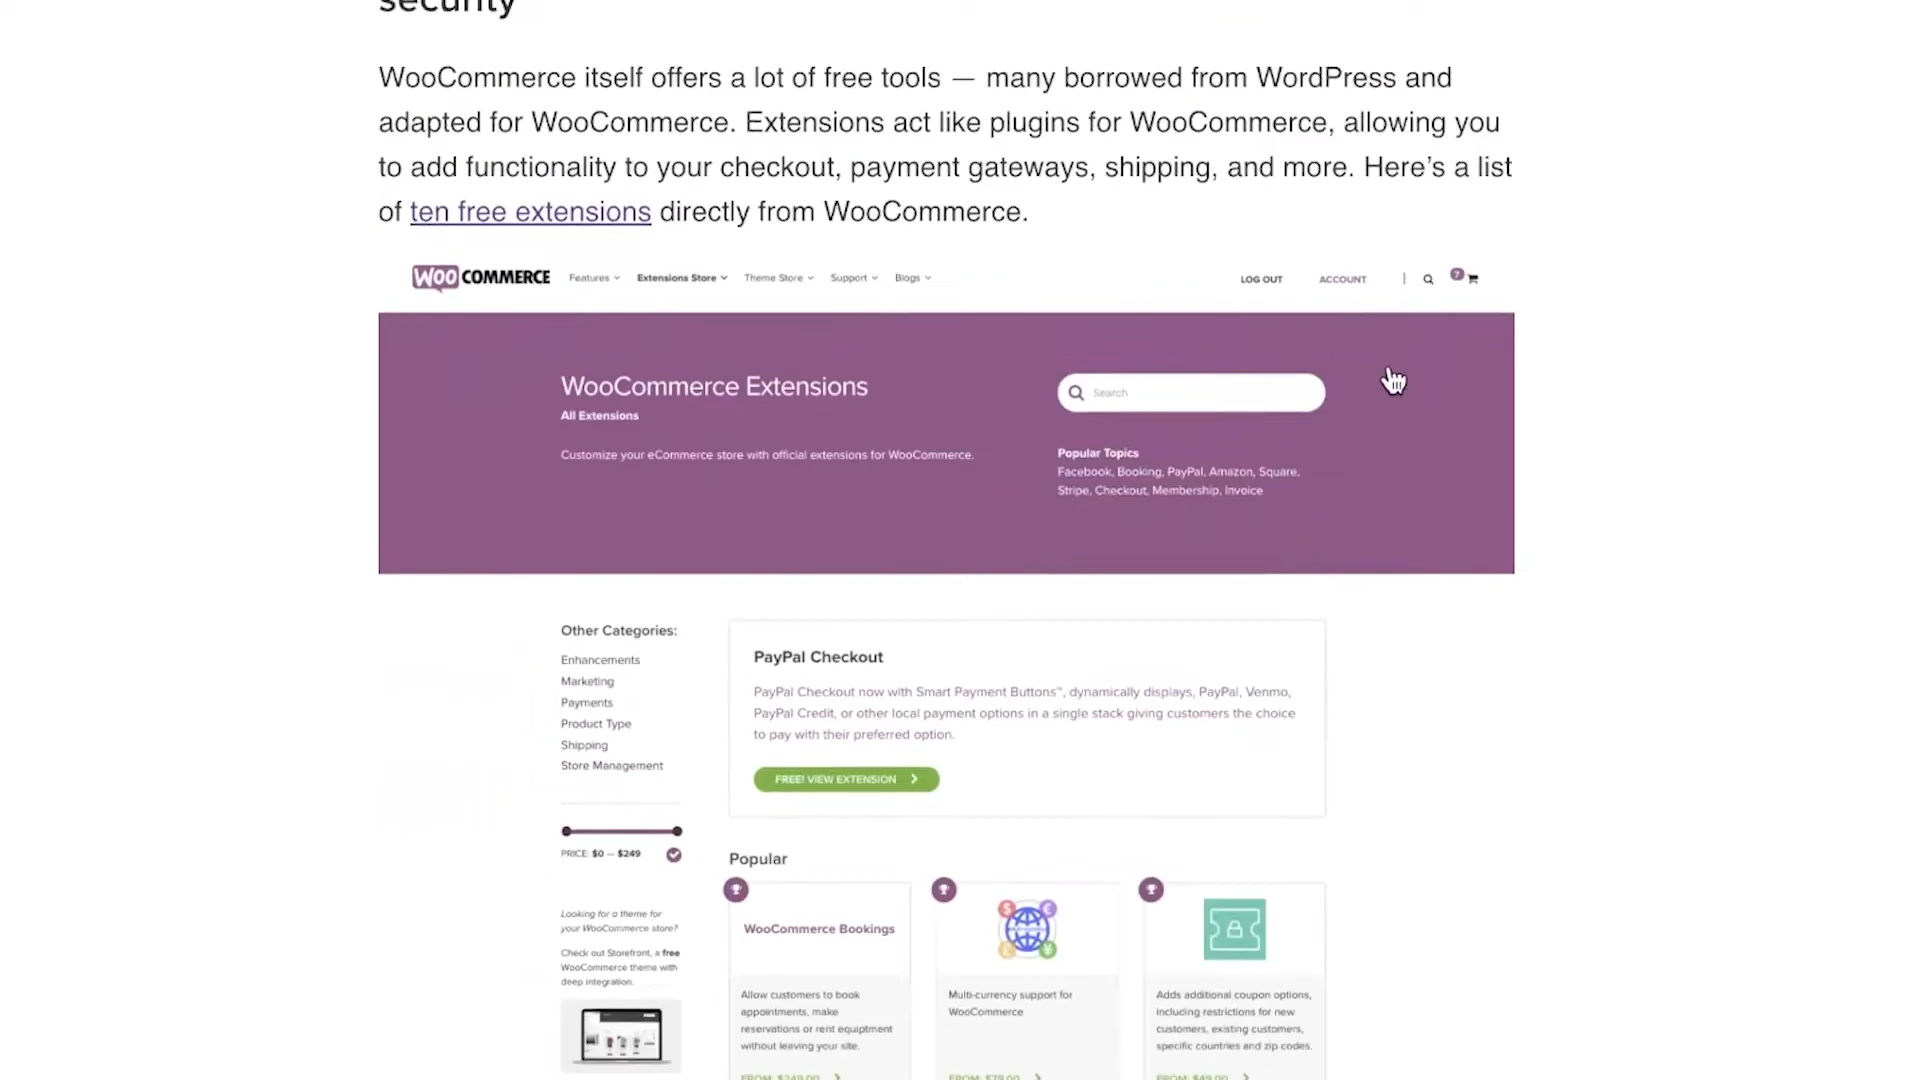 security
WooCommerce itself offers a lot of free tools — many borrowed from WordPress and
adapted for WooCommerce. Extensions act like plugins for WooCommerce, allowing you
to add functionality to your checkout, payment gateways, shipping, and more. Here’s a list
of ten free extensions directly from WooCommerce.
WOO COMMERCE Features Extensions Store Theme Store Support Blogs LOG OUT ACCOUNT | 7
WooCommerce Extensions
All Extensions
Customize your eCommerce store with official extensions for WooCommerce.
Search
Popular Topics
Facebook, Booking, PayPal, Amazon, Square,
Stripe, Checkout, Membership, Invoice
Other Categories:
Enhancements
Marketing
Payments
Product Type
Shipping
Store Management
PRICE: $0 — $249
Looking for a theme for
your WooCommerce store?
Check out Storefront, a free
WooCommerce theme with
deep integration.
PayPal Checkout
PayPal Checkout now with Smart Payment Buttons™, dynamically displays, PayPal, Venmo,
PayPal Credit, or other local payment options in a single stack giving customers the choice
to pay with their preferred option.
FREE! VIEW EXTENSION
Popular
WooCommerce Bookings
Allow customers to book
appointments, make
reservations or rent equiptment
without leaving your site.
FROM: $249.00
Multi-currency support for
WooCommerce
FROM: $79.00
Adds additional coupon options,
including restrictions for new
customers, existing customers,
specific countries and zip codes.
FROM: $49.00